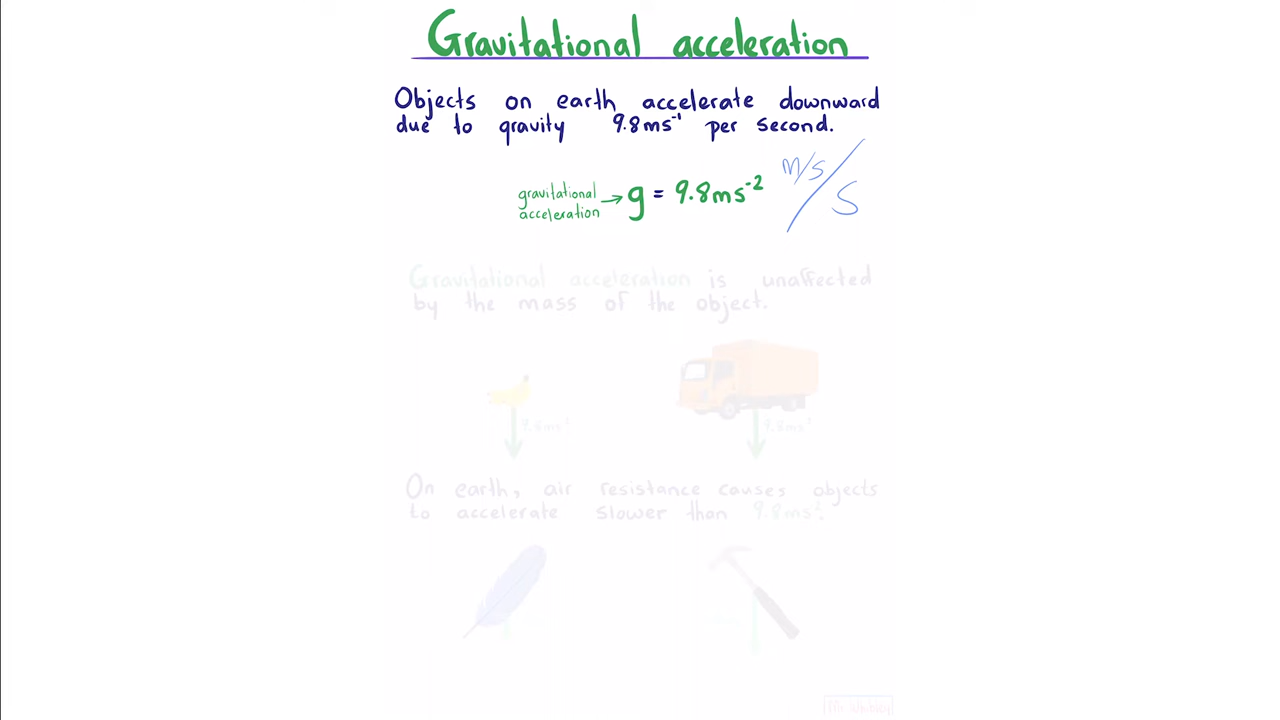 Gravitational acceleration
Objects on earth accelerate downward
due to gravity 9.8ms⁻¹ per second.
m/s/s
gravitational
acceleration → g = 9.8ms⁻²
Gravitational acceleration is unaffected
by the mass of the object.
9.8ms
9.8ms
On earth, air resistance causes objects
to accelerate slower than 9.8ms⁻².